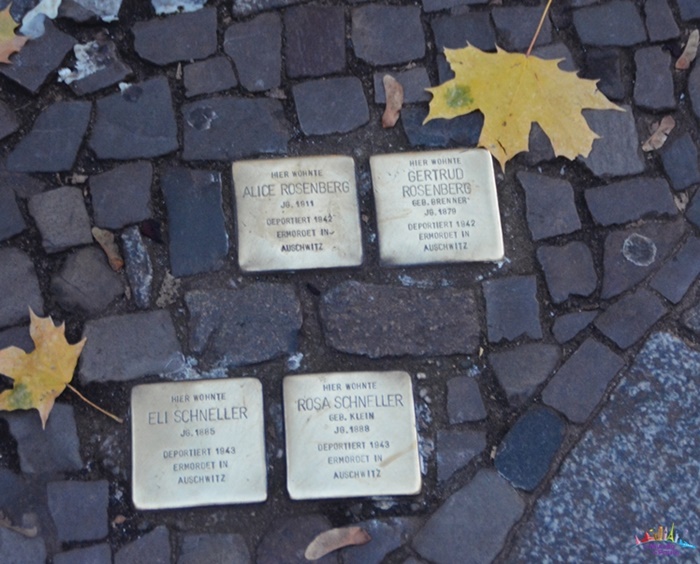 HIER WOHNTE
ALICE ROSENBERG
JG. 1911
DEPORTIERT 1942
ERMORDET IN
AUSCHWITZ
HIER WOHNTE
GERTRUD
ROSENBERG
GEB. BRENNER
JG. 1879
DEPORTIERT 1942
ERMORDET IN
AUSCHWITZ
HIER WOHNTE
ELI SCHNELLER
JG. 1885
DEPORTIERT 1943
ERMORDET IN
AUSCHWITZ
HIER WOHNTE
ROSA SCHNELLER
GEB. KLEIN
JG. 1888
DEPORTIERT 1943
ERMORDET IN
AUSCHWITZ